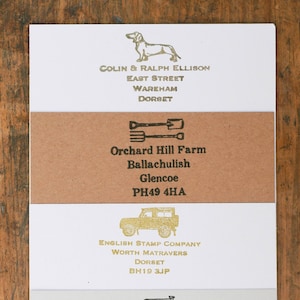 Colin & Ralph Ellison
East Street
Wareham
Dorset
Orchard Hill Farm
Ballachulish
Glencoe
PH49 4HA
English Stamp Company
Worth Matravers
Dorset
BH19 3JP